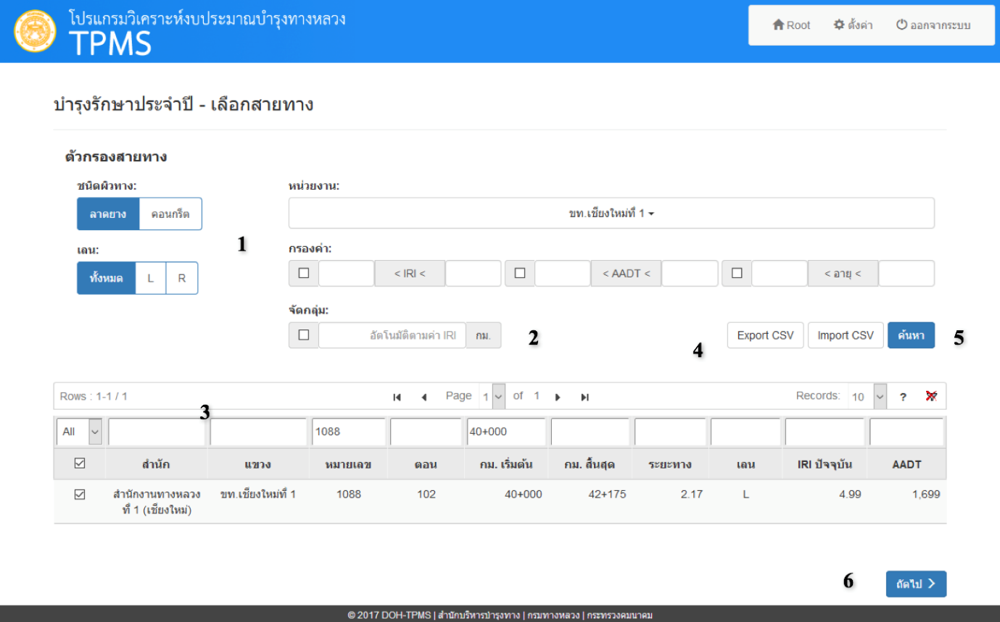 โปรแกรมวิเคราะห์งบประมาณบำรุงทางหลวง
TPMS
Root ตั้งค่า ออกจากระบบ
บำรุงรักษาประจำปี - เลือกสายทาง
ตัวกรองสายทาง
ชนิดผิวทาง: หน่วยงาน:
ลาดยาง คอนกรีต ขท.เชียงใหม่ที่ 1
1
เลน: กรองค่า:
ทั้งหมด L R < IRI < < AADT < < อายุ <
จัดกลุ่ม:
อัตโนมัติตามค่า IRI กม. 2 4 Export CSV Import CSV ค้นหา 5
Rows : 1-1 / 1 Page 1 of 1 Records: 10 ?
3
All 1088 40+000
สำนัก แขวง หมายเลข ตอน กม. เริ่มต้น กม. สิ้นสุด ระยะทาง เลน IRI ปัจจุบัน AADT
สำนักงานทางหลวง ขท.เชียงใหม่ที่ 1 1088 102 40+000 42+175 2.17 L 4.99 1,699
ที่ 1 (เชียงใหม่)
6 ถัดไป
© 2017 DOH-TPMS | สำนักบริหารบำรุงทาง | กรมทางหลวง | กระทรวงคมนาคม